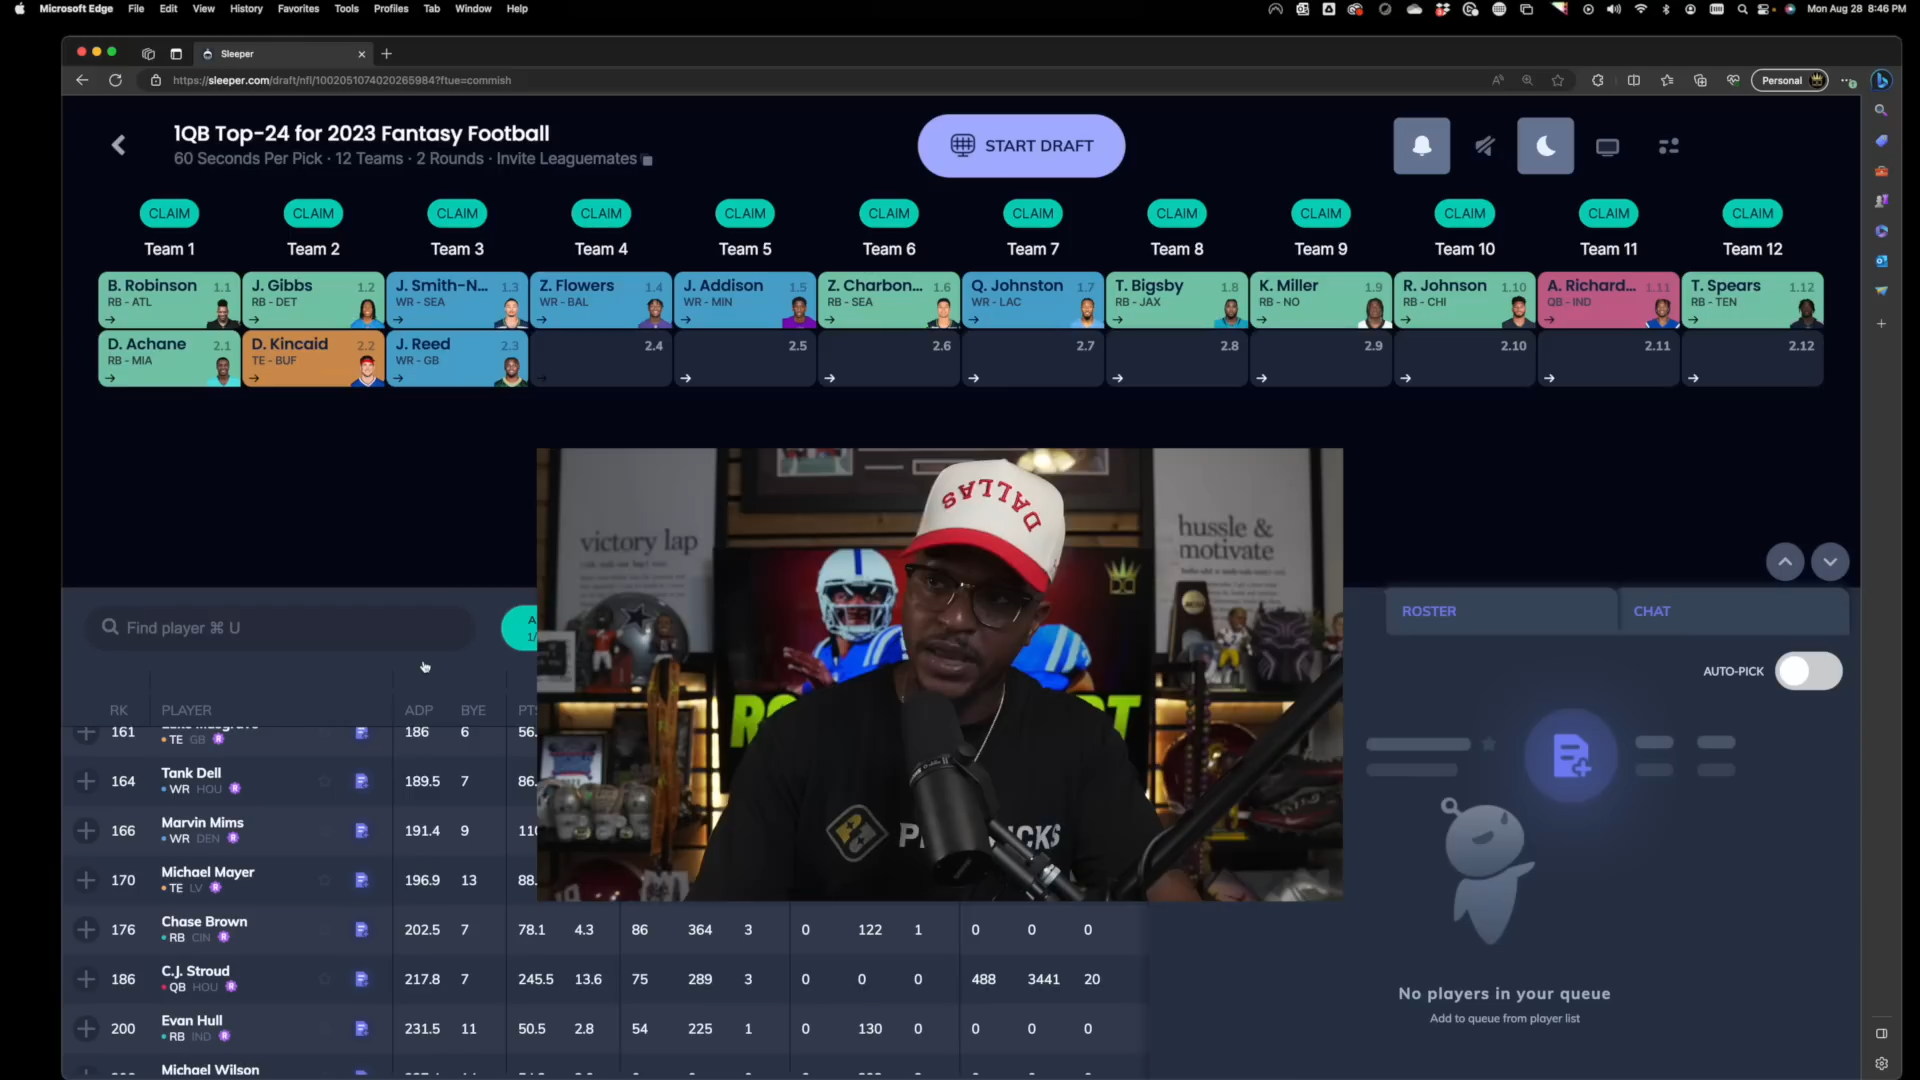 Microsoft Edge File Edit View History Favorites Tools Profiles Tab Window Help Mon Aug 28 8:46 PM
Sleeper
https://sleeper.com/draft/nfl/1002051074020265984?ftue=commish Personal
1QB Top-24 for 2023 Fantasy Football
60 Seconds Per Pick · 12 Teams · 2 Rounds · Invite Leaguemates
START DRAFT
CLAIM CLAIM CLAIM CLAIM CLAIM CLAIM CLAIM CLAIM CLAIM CLAIM CLAIM CLAIM
Team 1 Team 2 Team 3 Team 4 Team 5 Team 6 Team 7 Team 8 Team 9 Team 10 Team 11 Team 12
B. Robinson 1.1 J. Gibbs 1.2 J. Smith-N... 1.3 Z. Flowers 1.4 J. Addison 1.5 Z. Charbon... 1.6 Q. Johnston 1.7 T. Bigsby 1.8 K. Miller 1.9 R. Johnson 1.10 A. Richard... 1.11 T. Spears 1.12
RB - ATL RB - DET WR - SEA WR - BAL WR - MIN RB - SEA WR - LAC RB - JAX RB - NO RB - CHI QB - IND RB - TEN
D. Achane 2.1 D. Kincaid 2.2 J. Reed 2.3 2.4 2.5 2.6 2.7 2.8 2.9 2.10 2.11 2.12
RB - MIA TE - BUF WR - GB
victory lap
hussle &
motivate
DALLAS
Find player ⌘ U
ROSTER CHAT
AUTO-PICK
RK PLAYER ADP BYE PTS
161 TE GB 186 6 56.
164 Tank Dell WR HOU 189.5 7 86.
166 Marvin Mims WR DEN 191.4 9 110
170 Michael Mayer TE LV 196.9 13 88.
176 Chase Brown RB CIN 202.5 7 78.1 4.3 86 364 3 0 122 1 0 0 0
186 C.J. Stroud QB HOU 217.8 7 245.5 13.6 75 289 3 0 0 0 488 3441 20
200 Evan Hull RB IND 231.5 11 50.5 2.8 54 225 1 0 130 0 0 0 0
Michael Wilson
No players in your queue
Add to queue from player list